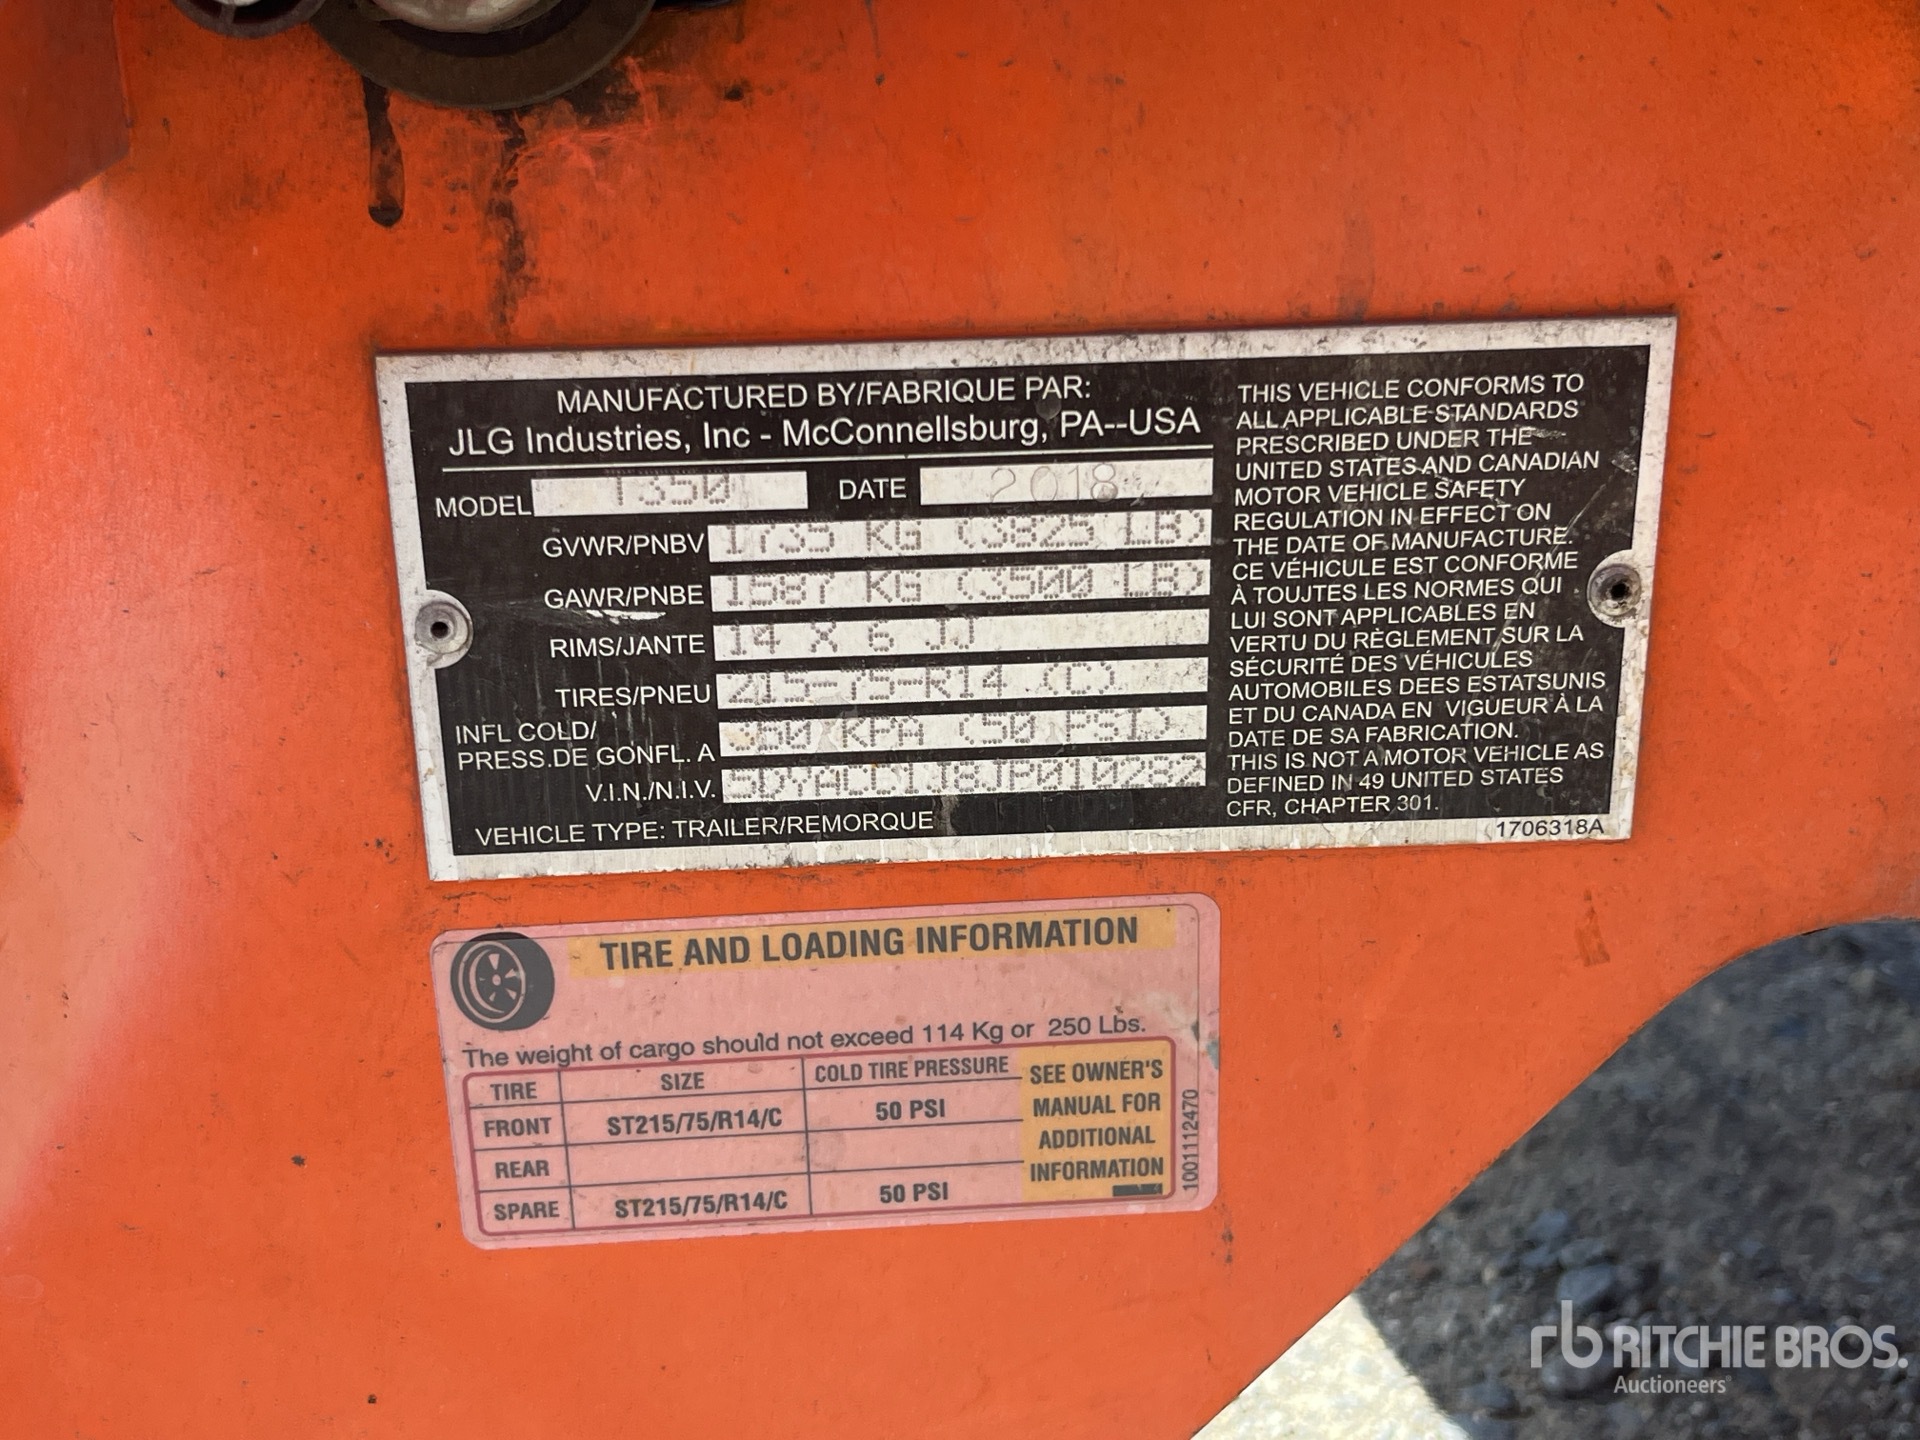 MANUFACTURED BY/FABRIQUE PAR:
JLG Industries, Inc - McConnellsburg, PA--USA
MODEL T350 DATE 2018
GVWR/PNBV 1735 KG (3825 LB)
GAWR/PNBE 1587 KG (3500 LB)
RIMS/JANTE 14 X 6 JJ
TIRES/PNEU 215-75-R14 (C)
INFL COLD/
PRESS.DE GONFL. A 350 KPA (50 PSI)
V.I.N./N.I.V. 5DYACC1J8JP010282
VEHICLE TYPE: TRAILER/REMORQUE
THIS VEHICLE CONFORMS TO
ALL APPLICABLE STANDARDS
PRESCRIBED UNDER THE
UNITED STATES AND CANADIAN
MOTOR VEHICLE SAFETY
REGULATION IN EFFECT ON
THE DATE OF MANUFACTURE.
CE VÉHICULE EST CONFORME
À TOUJTES LES NORMES QUI
LUI SONT APPLICABLES EN
VERTU DU RÈGLEMENT SUR LA
SÉCURITÉ DES VÉHICULES
AUTOMOBILES DEES ESTATSUNIS
ET DU CANADA EN VIGUEUR À LA
DATE DE SA FABRICATION.
THIS IS NOT A MOTOR VEHICLE AS
DEFINED IN 49 UNITED STATES
CFR, CHAPTER 301.
1706318A
TIRE AND LOADING INFORMATION
The weight of cargo should not exceed 114 Kg or 250 Lbs.
TIRE SIZE COLD TIRE PRESSURE
FRONT ST215/75/R14/C 50 PSI
REAR
SPARE ST215/75/R14/C 50 PSI
SEE OWNER'S
MANUAL FOR
ADDITIONAL
INFORMATION
1001112470
rb RITCHIE BROS.
Auctioneers